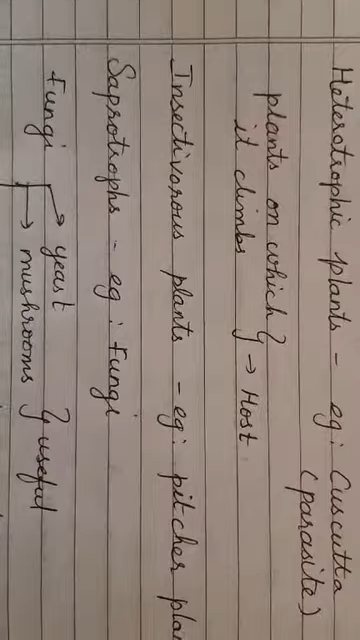 Heterotrophic plants - eg: Cuscutta
(parasite)
plants on which } → Host
it climbs
Insectivorous plants - eg: pitcher
Saprotrophs - eg: Fungi
Fungi → yeast
→ mushrooms } useful